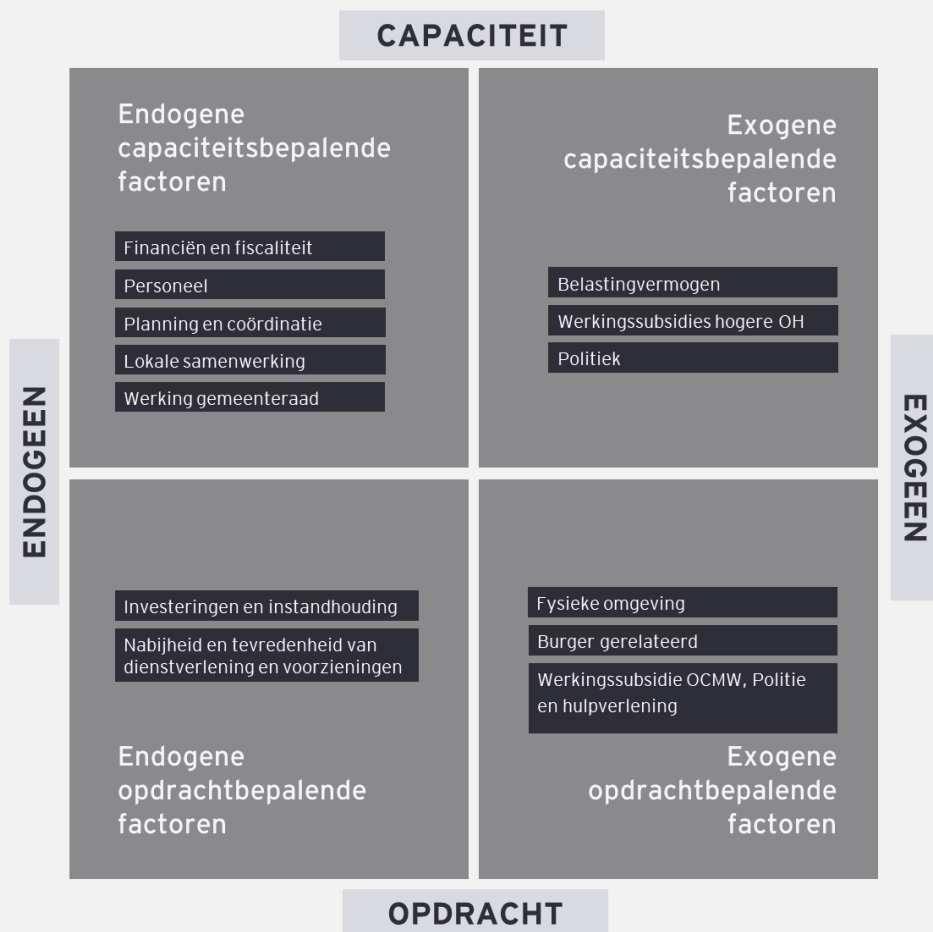 CAPACITEIT
Endogene
capaciteitsbepalende
factoren
Financiën en fiscaliteit
Personeel
Planning en coördinatie
Lokale samenwerking
Werking gemeenteraad
Exogene
capaciteitsbepalende
factoren
Belastingvermogen
Werkingssubsidies hogere OH
Politiek
ENDOGEEN
EXOGEEN
Investeringen en instandhouding
Nabijheid en tevredenheid van
dienstverlening en voorzieningen
Endogene
opdrachtbepalende
factoren
Fysieke omgeving
Burger gerelateerd
Werkingssubsidie OCMW, Politie
en hulpverlening
Exogene
opdrachtbepalende
factoren
OPDRACHT